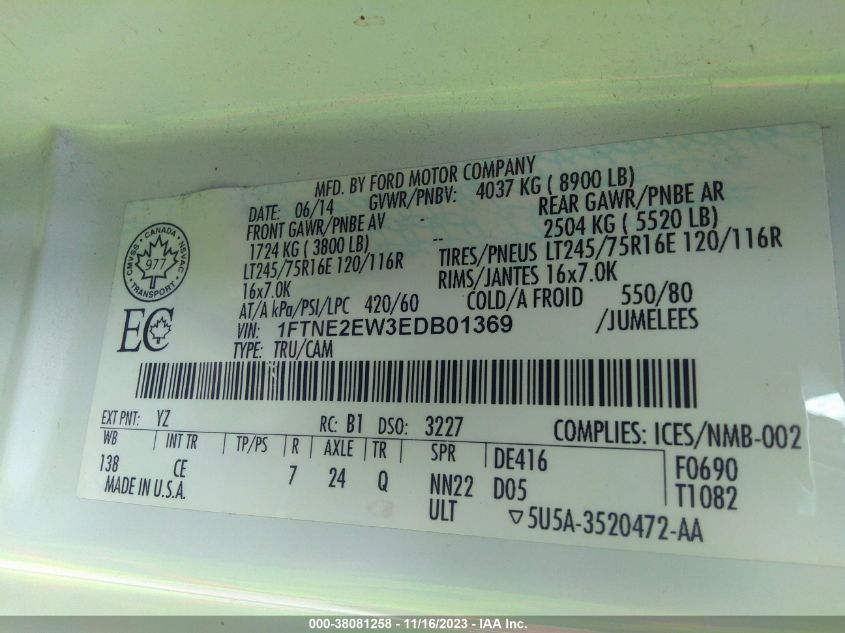 MFD. BY FORD MOTOR COMPANY
DATE: 06/14 GVWR/PNBV: 4037 KG ( 8900 LB)
FRONT GAWR/PNBE AV - REAR GAWR/PNBE AR
1724 KG ( 3800 LB) -- 2504 KG ( 5520 LB)
LT245/75R16E 120/116R TIRES/PNEUS LT245/75R16E 120/116R
16x7.0K RIMS/JANTES 16x7.0K
AT/A kPa/PSI/LPC 420/60 COLD/A FROID 550/80
VIN: 1FTNE2EW3EDB01369 /JUMELEES
TYPE: TRU/CAM
CMVSS · CANADA · NSVAC
977
TRANSPORT
EC
EXT PNT: YZ RC: B1 DSO: 3227 COMPLIES: ICES/NMB-002
WB INT TR TP/PS R AXLE TR SPR DE416 F0690
138 CE 7 24 Q NN22 D05 T1082
MADE IN U.S.A. ULT ▽5U5A-3520472-AA
000-38081258 - 11/16/2023 - IAA Inc.